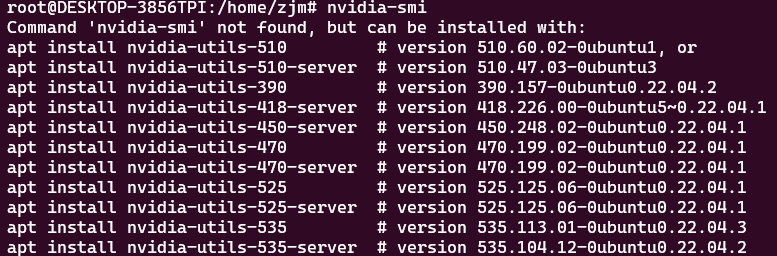 root@DESKTOP-3856TPI:/home/zjm# nvidia-smi
Command 'nvidia-smi' not found, but can be installed with:
apt install nvidia-utils-510         # version 510.60.02-0ubuntu1, or
apt install nvidia-utils-510-server  # version 510.47.03-0ubuntu3
apt install nvidia-utils-390         # version 390.157-0ubuntu0.22.04.2
apt install nvidia-utils-418-server  # version 418.226.00-0ubuntu5~0.22.04.1
apt install nvidia-utils-450-server  # version 450.248.02-0ubuntu0.22.04.1
apt install nvidia-utils-470         # version 470.199.02-0ubuntu0.22.04.1
apt install nvidia-utils-470-server  # version 470.199.02-0ubuntu0.22.04.1
apt install nvidia-utils-525         # version 525.125.06-0ubuntu0.22.04.1
apt install nvidia-utils-525-server  # version 525.125.06-0ubuntu0.22.04.1
apt install nvidia-utils-535         # version 535.113.01-0ubuntu0.22.04.3
apt install nvidia-utils-535-server  # version 535.104.12-0ubuntu0.22.04.2